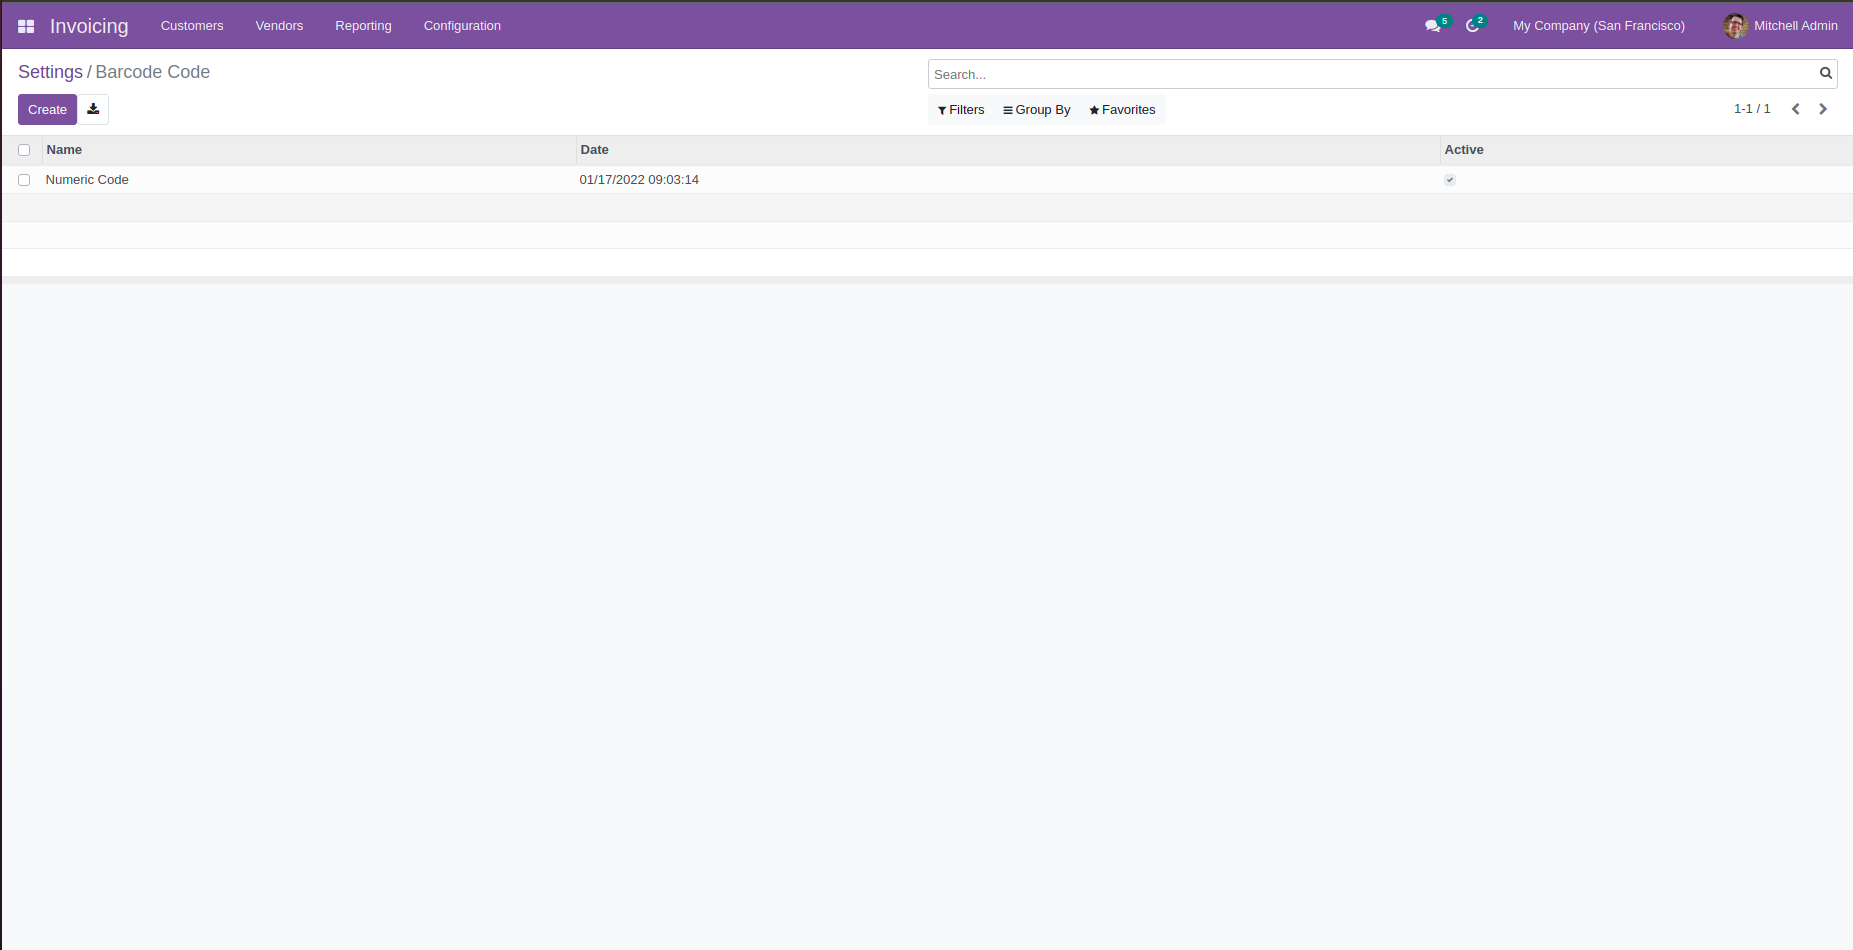 Invoicing Customers Vendors Reporting Configuration 5 2 My Company (San Francisco) Mitchell Admin
Settings / Barcode Code
Search...
Create Filters Group By Favorites 1-1 / 1
Name Date Active
Numeric Code 01/17/2022 09:03:14